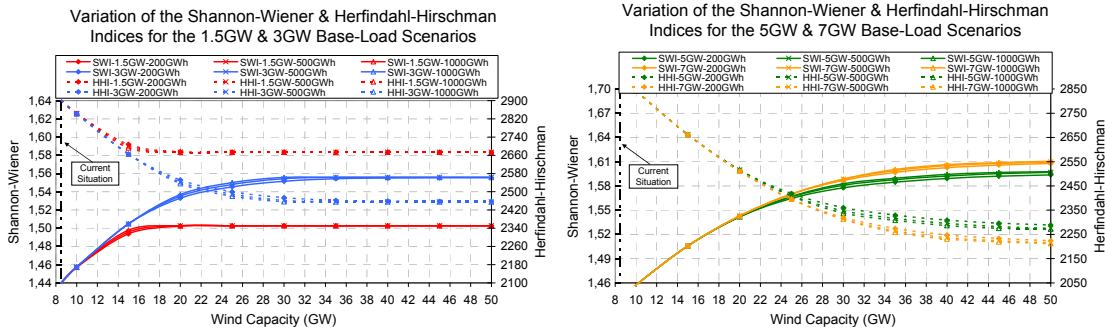 Variation of the Shannon-Wiener & Herfindahl-Hirschman
Indices for the 1.5GW & 3GW Base-Load Scenarios
SWI-1.5GW-200GWh SWI-1.5GW-500GWh SWI-1.5GW-1000GWh
SWI-3GW-200GWh SWI-3GW-500GWh SWI-3GW-1000GWh
HHI-1.5GW-200GWh HHI-1.5GW-500GWh HHI-1.5GW-1000GWh
HHI-3GW-200GWh HHI-3GW-500GWh HHI-3GW-1000GWh
Shannon-Wiener
1,64
1,62
1,60
1,58
1,56
1,54
1,52
1,50
1,48
1,46
1,44
Current
Situation
2900
2820
2740
2660
2580
2500
2420
2340
2260
2180
2100
Herfindahl-Hirschman
8 10 12 14 16 18 20 22 24 26 28 30 32 34 36 38 40 42 44 46 48 50
Wind Capacity (GW)
Variation of the Shannon-Wiener & Herfindahl-Hirschman
Indices for the 5GW & 7GW Base-Load Scenarios
SWI-5GW-200GWh SWI-5GW-500GWh SWI-5GW-1000GWh
SWI-7GW-200GWh SWI-7GW-500GWh SWI-7GW-1000GWh
HHI-5GW-200GWh HHI-5GW-500GWh HHI-5GW-1000GWh
HHI-7GW-200GWh HHI-7GW-500GWh HHI-7GW-1000GWh
Shannon-Wiener
1,70
1,67
1,64
1,61
1,58
1,55
1,52
1,49
1,46
Current
Situation
2850
2750
2650
2550
2450
2350
2250
2150
2050
Herfindahl-Hirschman
8 10 12 14 16 18 20 22 24 26 28 30 32 34 36 38 40 42 44 46 48 50
Wind Capacity (GW)